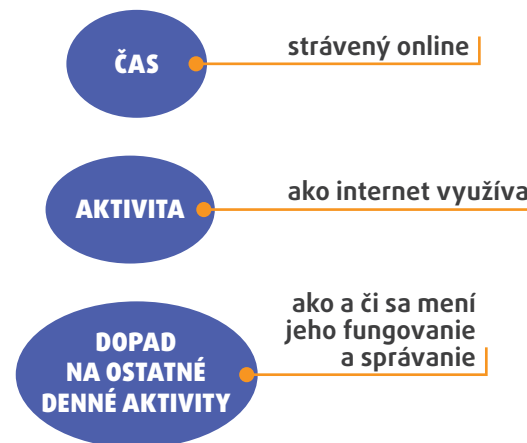 ČAS
strávený online
AKTIVITA
ako internet využíva
DOPAD
NA OSTATNÉ
DENNÉ AKTIVITY
ako a či sa mení
jeho fungovanie
a správanie